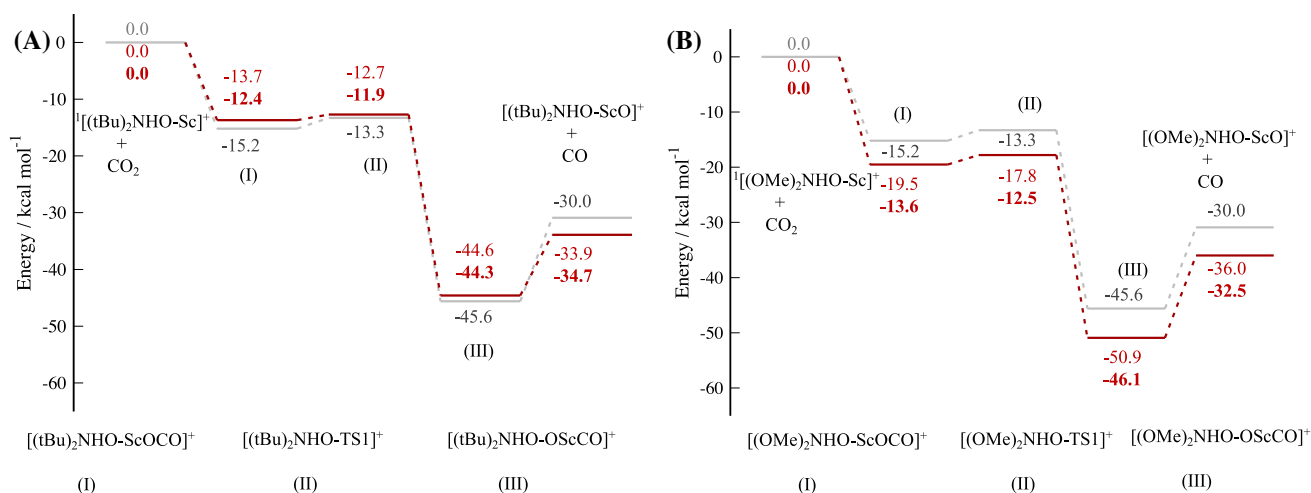 (A)
Energy / kcal mol⁻¹
0
-10
-20
-30
-40
-50
-60
0.0
0.0
0.0
¹[(tBu)₂NHO-Sc]⁺
+
CO₂
-13.7
-12.4
-15.2
(I)
-12.7
-11.9
-13.3
(II)
-44.6
-44.3
-45.6
(III)
[(tBu)₂NHO-ScO]⁺
+
CO
-30.0
-33.9
-34.7
[(tBu)₂NHO-ScOCO]⁺
[(tBu)₂NHO-TS1]⁺
[(tBu)₂NHO-OScCO]⁺
(I)
(II)
(III)
(B)
Energy / kcal mol⁻¹
0
-10
-20
-30
-40
-50
-60
0.0
0.0
0.0
¹[(OMe)₂NHO-Sc]⁺
+
CO₂
(I)
-15.2
-19.5
-13.6
(II)
-13.3
-17.8
-12.5
(III)
-45.6
-50.9
-46.1
[(OMe)₂NHO-ScO]⁺
+
CO
-30.0
-36.0
-32.5
[(OMe)₂NHO-ScOCO]⁺
[(OMe)₂NHO-TS1]⁺
[(OMe)₂NHO-OScCO]⁺
(I)
(II)
(III)